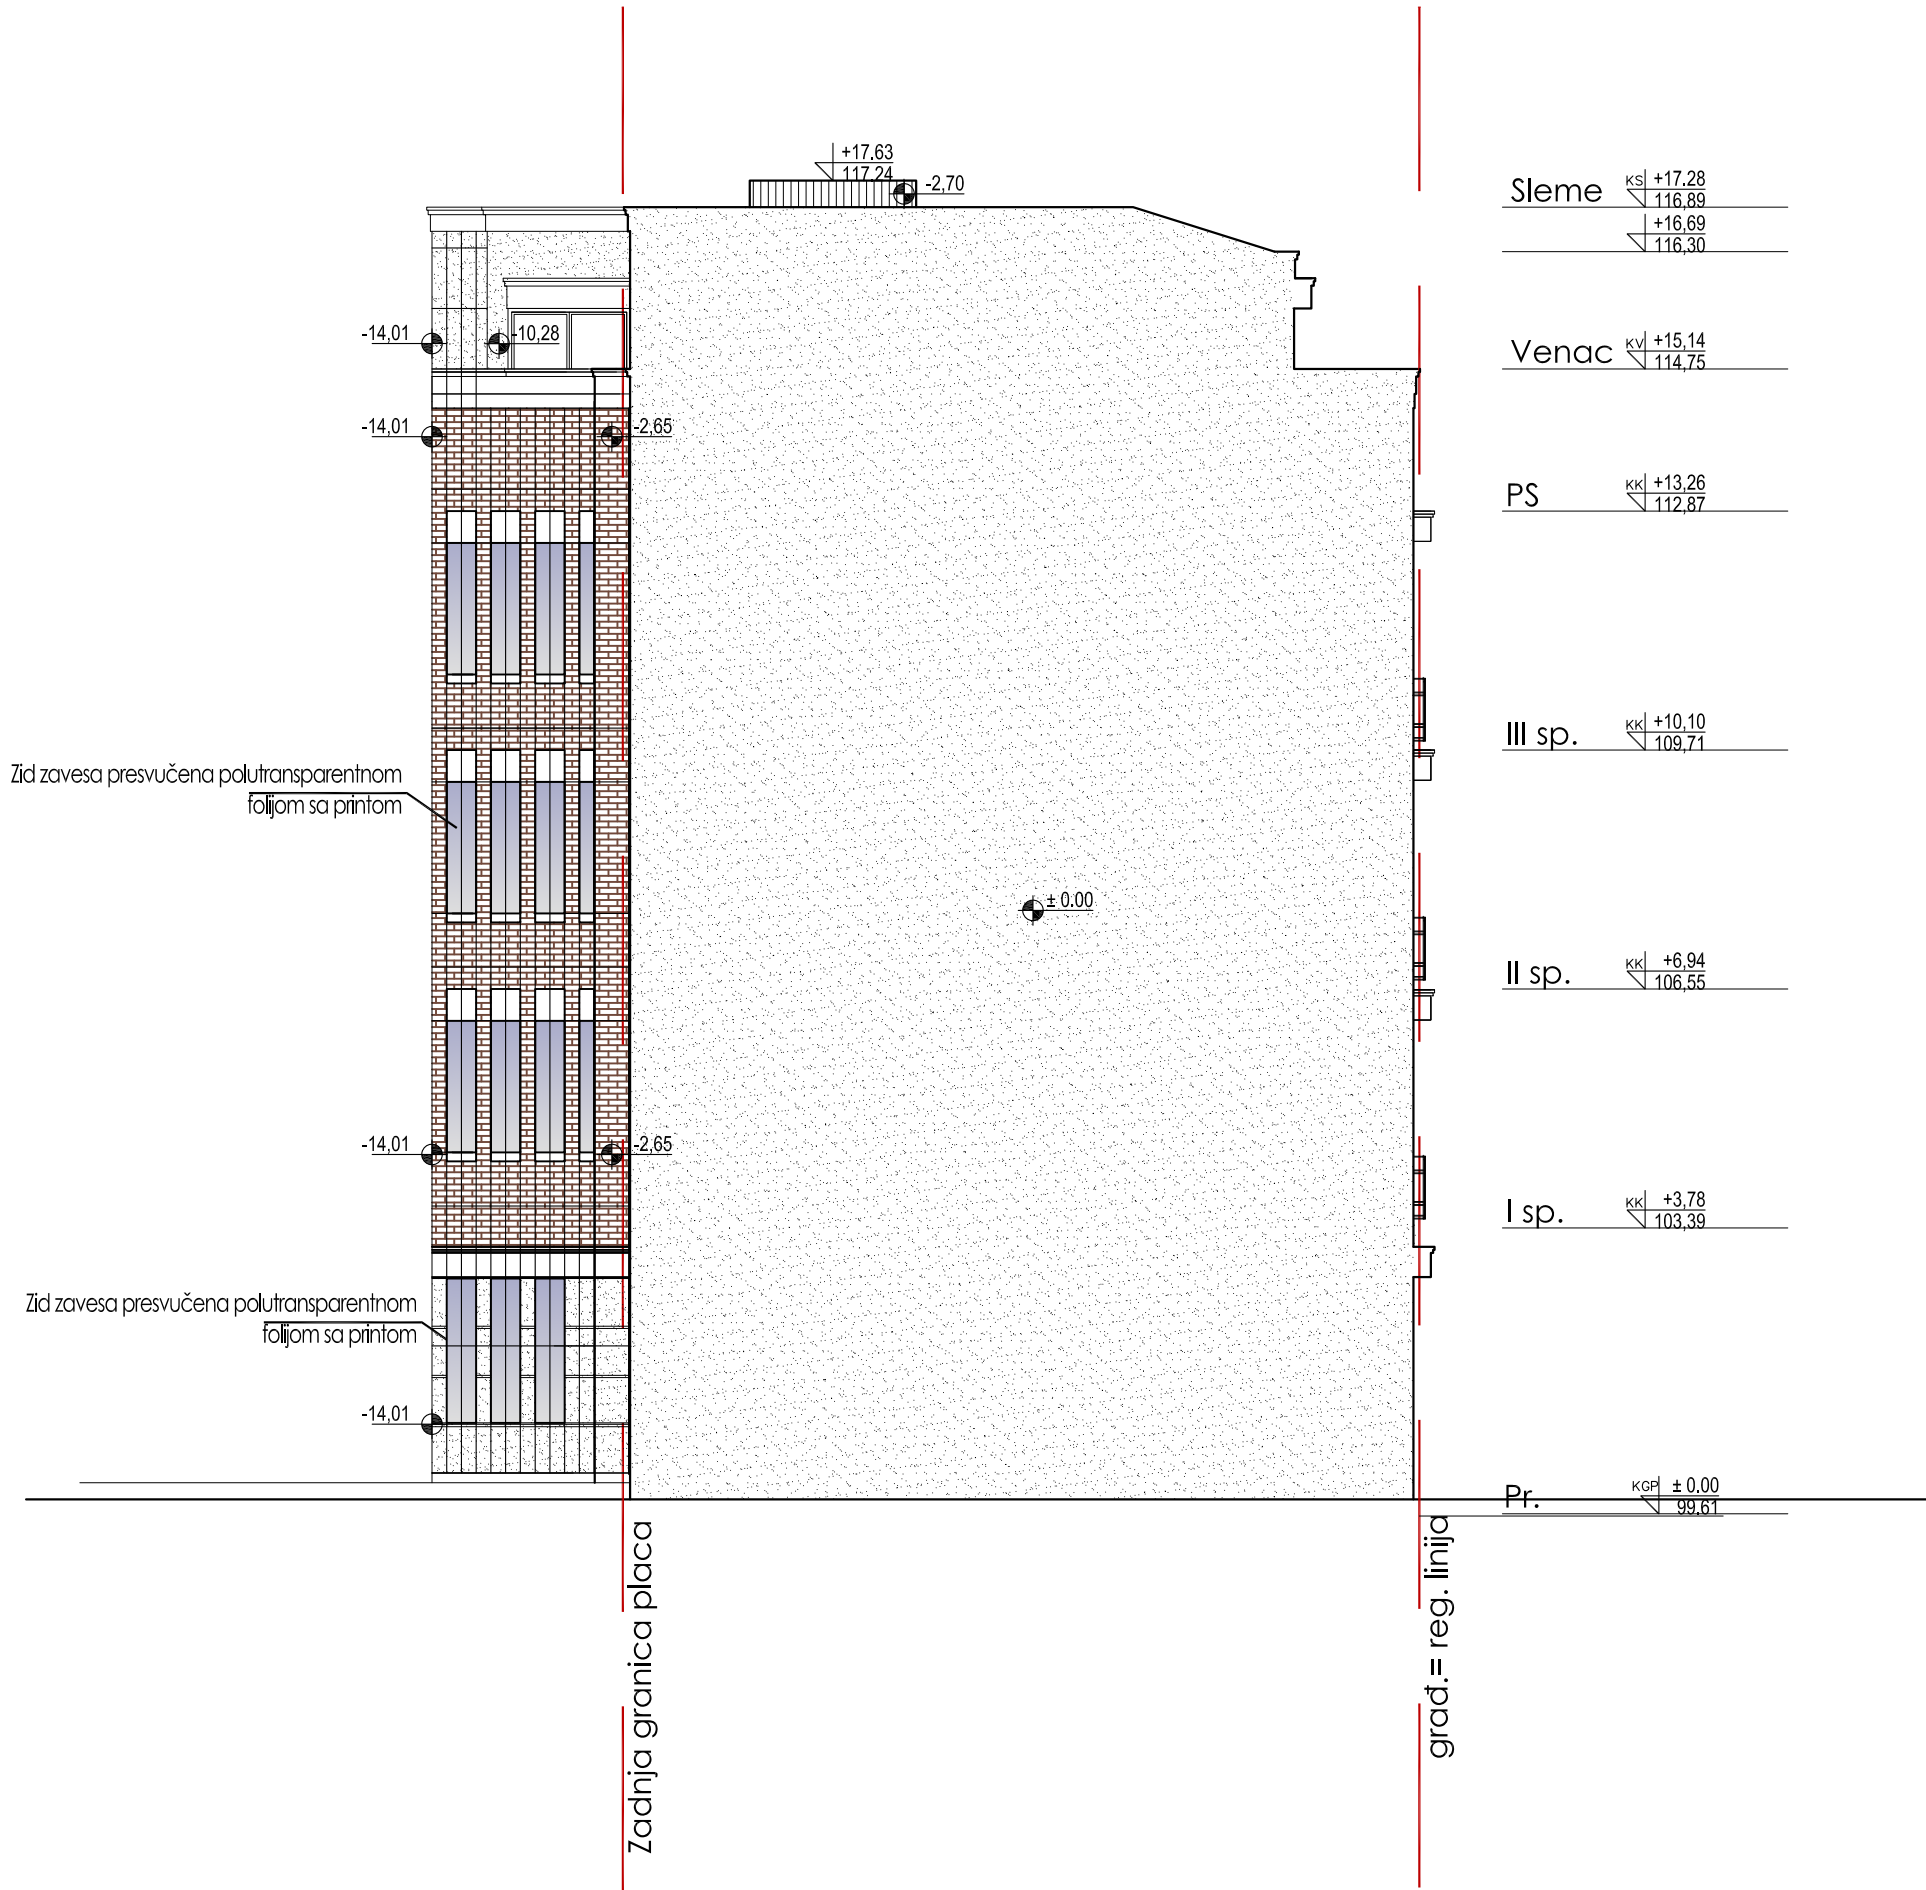 +17.63
117,24
-2,70
Sleme KS +17.28
116,89
+16,69
116,30
-14,01
-10,28
Venac KV +15,14
114,75
-14,01
-2,65
PS KK +13,26
112,87
III sp. KK +10,10
109,71
Zid zavesa presvučena polutransparentnom
folijom sa printom
± 0.00
II sp. KK +6,94
106,55
-14,01
-2,65
I sp. KK +3,78
103,39
Zid zavesa presvučena polutransparentnom
folijom sa printom
-14,01
Pr. KGP ± 0.00
99,61
Zadnja granica placa
građ.= reg. linija